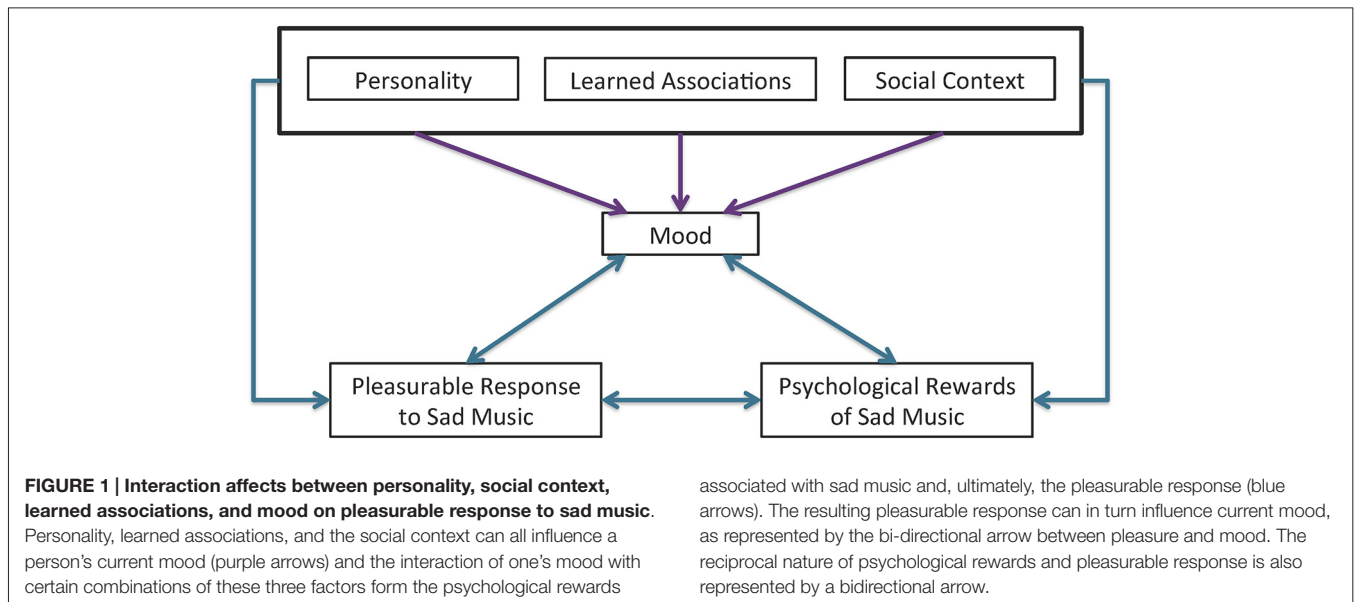 Personality
Learned Associations
Social Context
Mood
Pleasurable Response
to Sad Music
Psychological Rewards
of Sad Music
FIGURE 1 | Interaction affects between personality, social context,
learned associations, and mood on pleasurable response to sad music.
Personality, learned associations, and the social context can all influence a
person's current mood (purple arrows) and the interaction of one's mood with
certain combinations of these three factors form the psychological rewards
associated with sad music and, ultimately, the pleasurable response (blue
arrows). The resulting pleasurable response can in turn influence current mood,
as represented by the bi-directional arrow between pleasure and mood. The
reciprocal nature of psychological rewards and pleasurable response is also
represented by a bidirectional arrow.